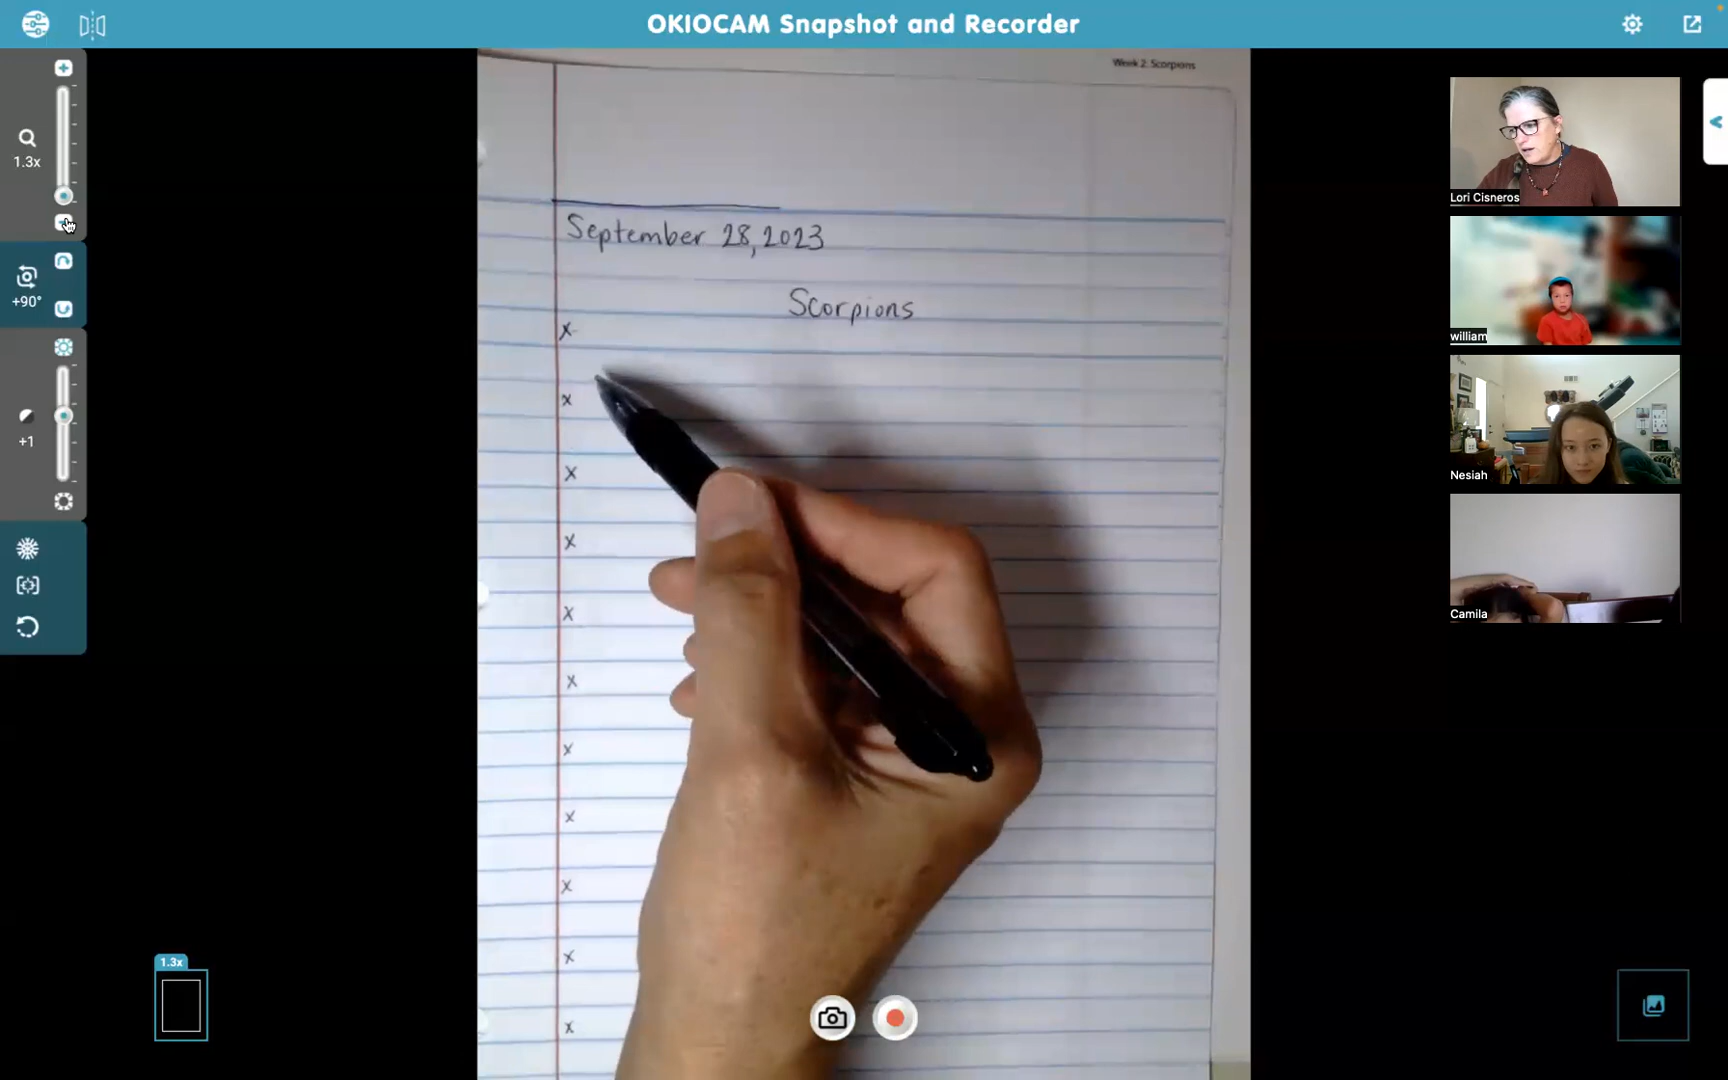 OKIOCAM Snapshot and Recorder
1.3x
+90°
+1
Week 2: Scorpions
September 28, 2023
Scorpions
x
x
x
x
x
x
x
x
x
x
x
Lori Cisneros
william
Nesiah
Camila
1.3x